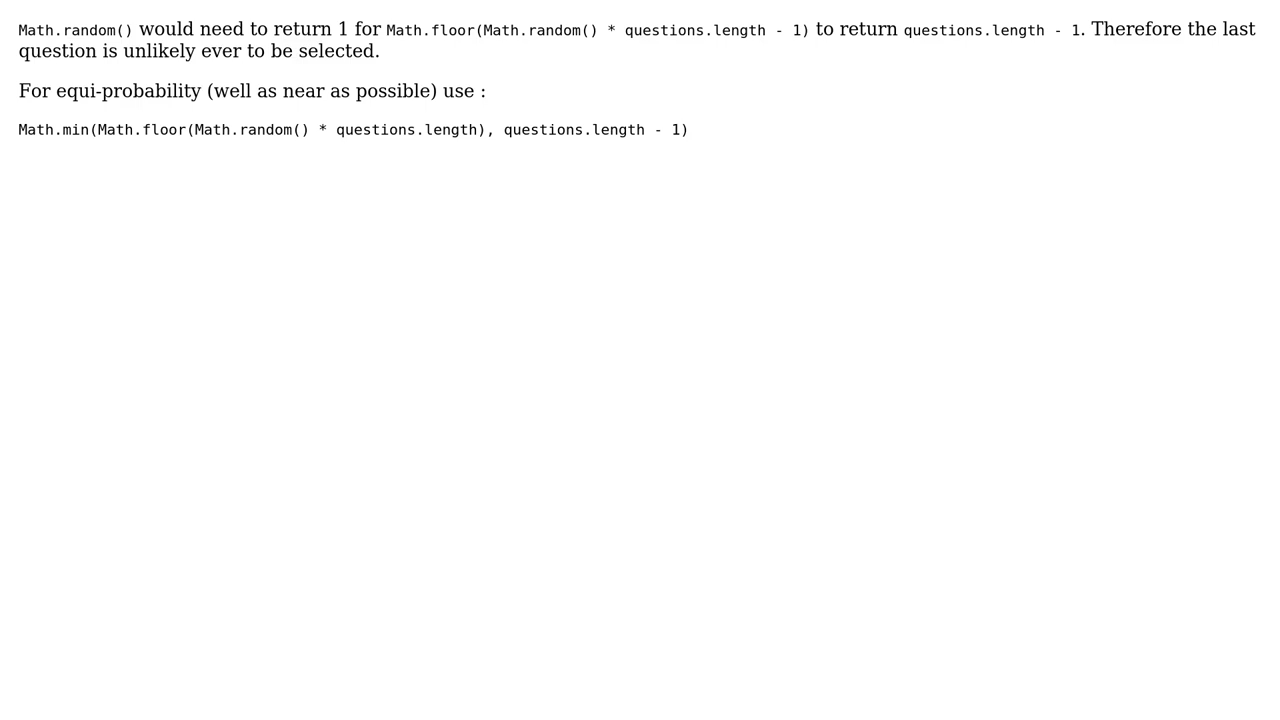 Math.random() would need to return 1 for Math.floor(Math.random() * questions.length - 1) to return questions.length - 1. Therefore the last
question is unlikely ever to be selected.
For equi-probability (well as near as possible) use :
Math.min(Math.floor(Math.random() * questions.length), questions.length - 1)